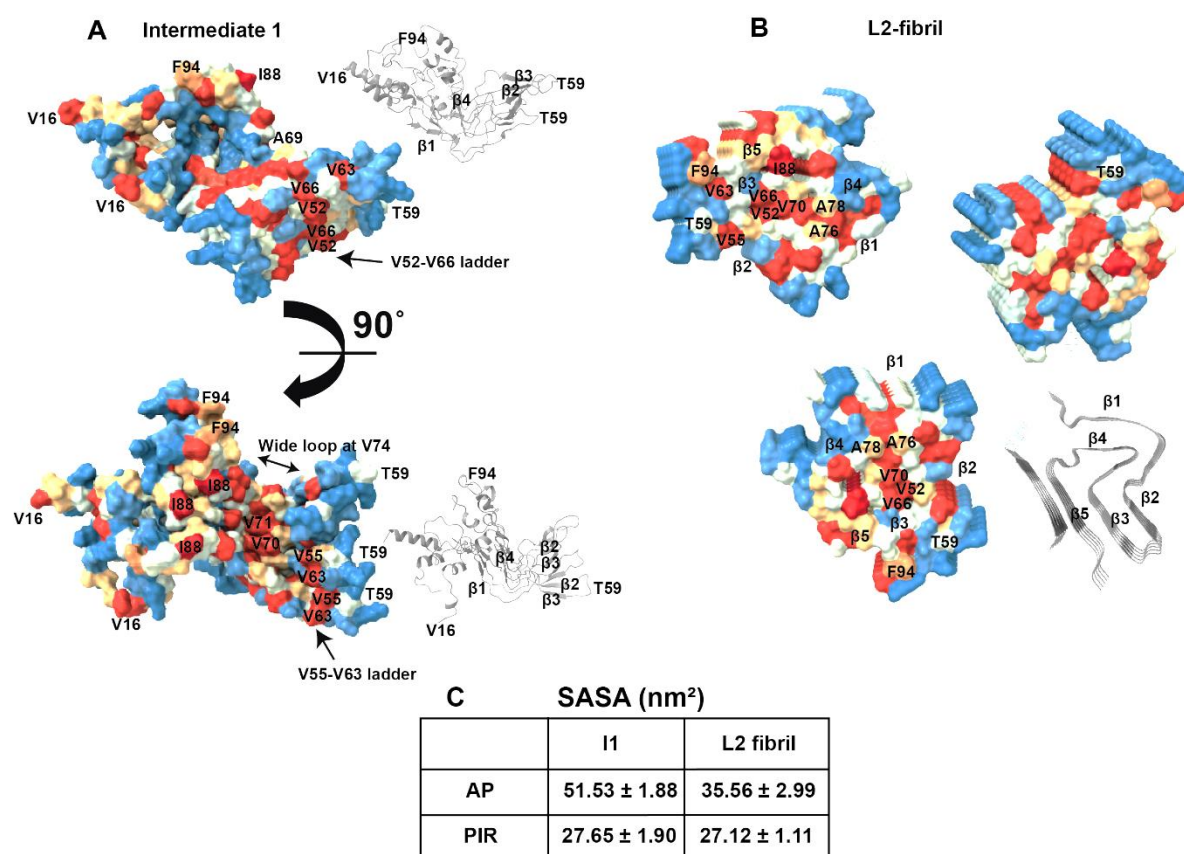 A Intermediate 1
F94
I88
V16
A69
V63
V66
V52
V66
V52
T59
V16
V52-V66 ladder
F94
V16
β3
β2
T59
β4
T59
β1
90°
F94
F94
Wide loop at V74
T59
I88
I88
V71
V70
V16
I88
V55
T59
V63
T59
V55
V63
V16
V55-V63 ladder
F94
β4
β2
β3
β2
T59
β1
β3
V16
B L2-fibril
β5
F94
I88
V63
β3
β4
V66
V70
A78
V52
T59
A76
V55
β1
β2
T59
β1
β4
A78
A76
V70
β2
V52
V66
β3
β5
T59
F94
β1
β4
β2
β5
β3
C SASA (nm²)
I1 L2 fibril
AP 51.53 ± 1.88 35.56 ± 2.99
PIR 27.65 ± 1.90 27.12 ± 1.11